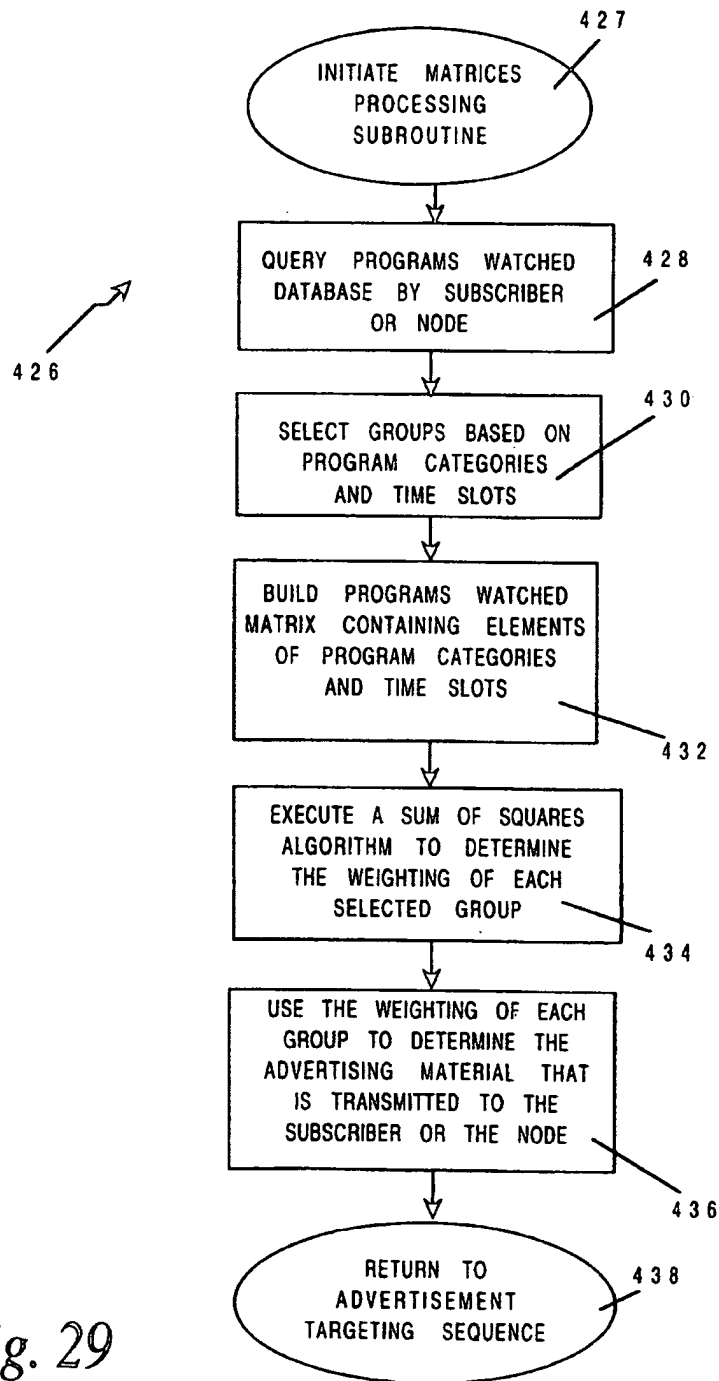 427
INITIATE MATRICES
PROCESSING
SUBROUTINE
QUERY PROGRAMS WATCHED
DATABASE BY SUBSCRIBER
OR NODE
428
426
430
SELECT GROUPS BASED ON
PROGRAM CATEGORIES
AND TIME SLOTS
BUILD PROGRAMS WATCHED
MATRIX CONTAINING ELEMENTS
OF PROGRAM CATEGORIES
AND TIME SLOTS
432
EXECUTE A SUM OF SQUARES
ALGORITHM TO DETERMINE
THE WEIGHTING OF EACH
SELECTED GROUP
434
USE THE WEIGHTING OF EACH
GROUP TO DETERMINE THE
ADVERTISING MATERIAL THAT
IS TRANSMITTED TO THE
SUBSCRIBER OR THE NODE
436
RETURN TO
ADVERTISEMENT
TARGETING SEQUENCE
438
g. 29